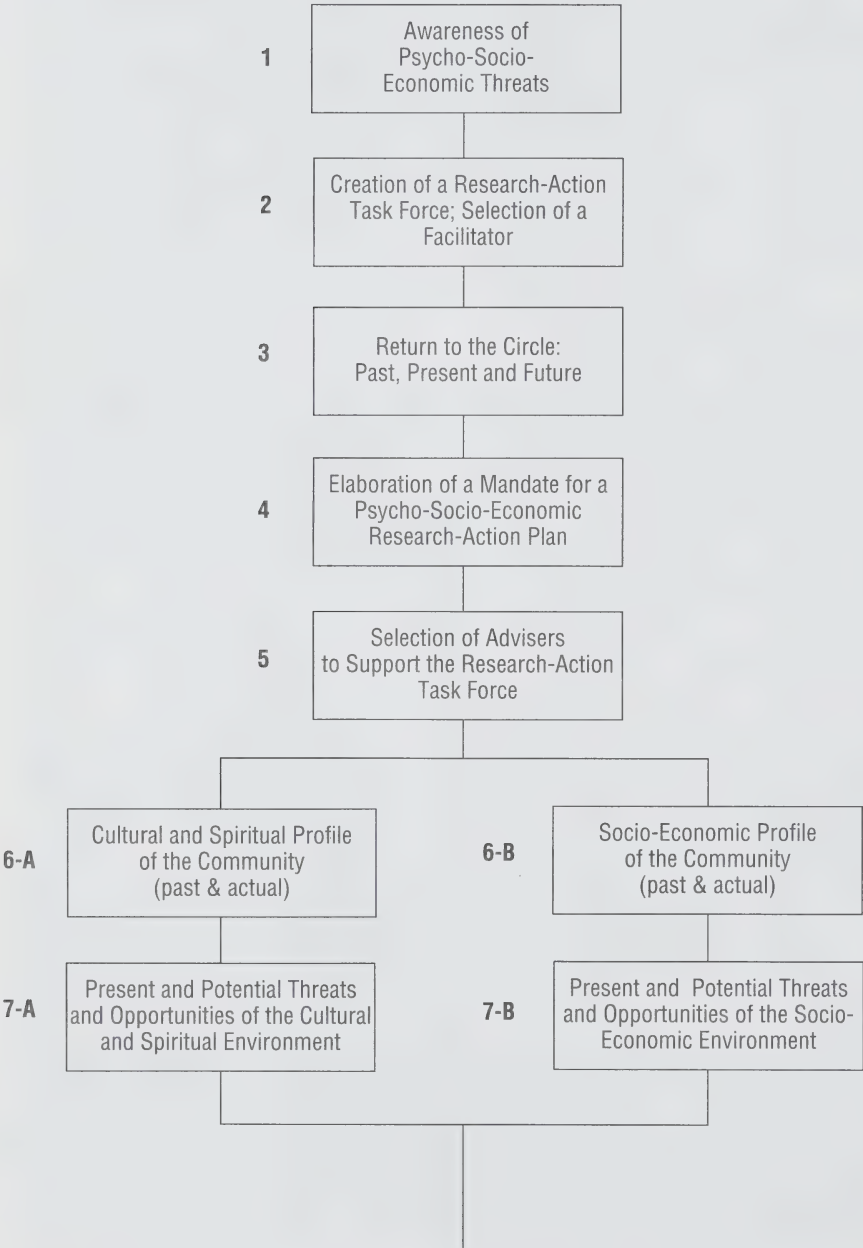 1
Awareness of
Psycho-Socio-
Economic Threats
2
Creation of a Research-Action
Task Force; Selection of a
Facilitator
3
Return to the Circle:
Past, Present and Future
4
Elaboration of a Mandate for a
Psycho-Socio-Economic
Research-Action Plan
5
Selection of Advisers
to Support the Research-Action
Task Force
6-A
Cultural and Spiritual Profile
of the Community
(past & actual)
6-B
Socio-Economic Profile
of the Community
(past & actual)
7-A
Present and Potential Threats
and Opportunities of the Cultural
and Spiritual Environment
7-B
Present and Potential Threats
and Opportunities of the Socio-
Economic Environment